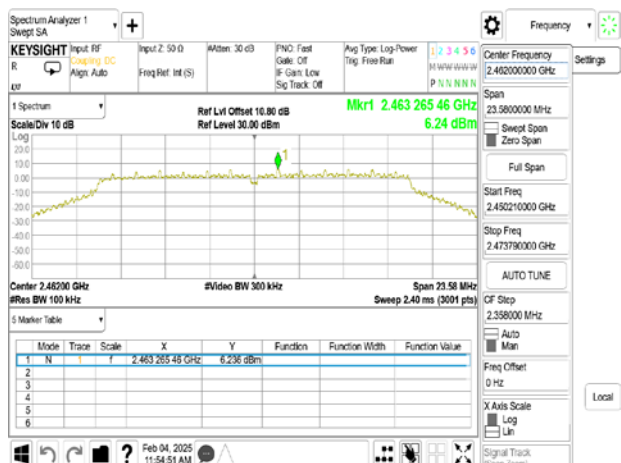 Spectrum Analyzer 1
Swept SA
+
Frequency
KEYSIGHT
R
Input: RF
Coupling: DC
Align: Auto
Input Z: 50 Ω
Freq Ref: Int (S)
#Atten: 30 dB
PNO: Fast
Gate: Off
IF Gain: Low
Sig Track: Off
Avg Type: Log-Power
Trig: Free Run
1 2 3 4 5 6
M W W W W W
P N N N N N
Center Frequency
2.462000000 GHz
Settings
Span
23.5800000 MHz
Swept Span
Zero Span
Full Span
Start Freq
2.450210000 GHz
Stop Freq
2.473790000 GHz
AUTO TUNE
CF Step
2.358000 MHz
Auto
Man
Freq Offset
0 Hz
X Axis Scale
Log
Lin
Signal Track
Local
1 Spectrum
Scale/Div 10 dB
Log
Ref Lvl Offset 10.80 dB
Ref Level 30.00 dBm
Mkr1 2.463 265 46 GHz
6.24 dBm
1
20.0
10.0
0.00
-10.0
-20.0
-30.0
-40.0
-50.0
-60.0
Center 2.46200 GHz
#Res BW 100 kHz
#Video BW 300 kHz
Span 23.58 MHz
Sweep 2.40 ms (3001 pts)
5 Marker Table
Mode Trace Scale X Y Function Function Width Function Value
1 N 1 f 2.463 265 46 GHz 6.236 dBm
2
3
4
5
6
?
Feb 04, 2025
11:54:51 AM